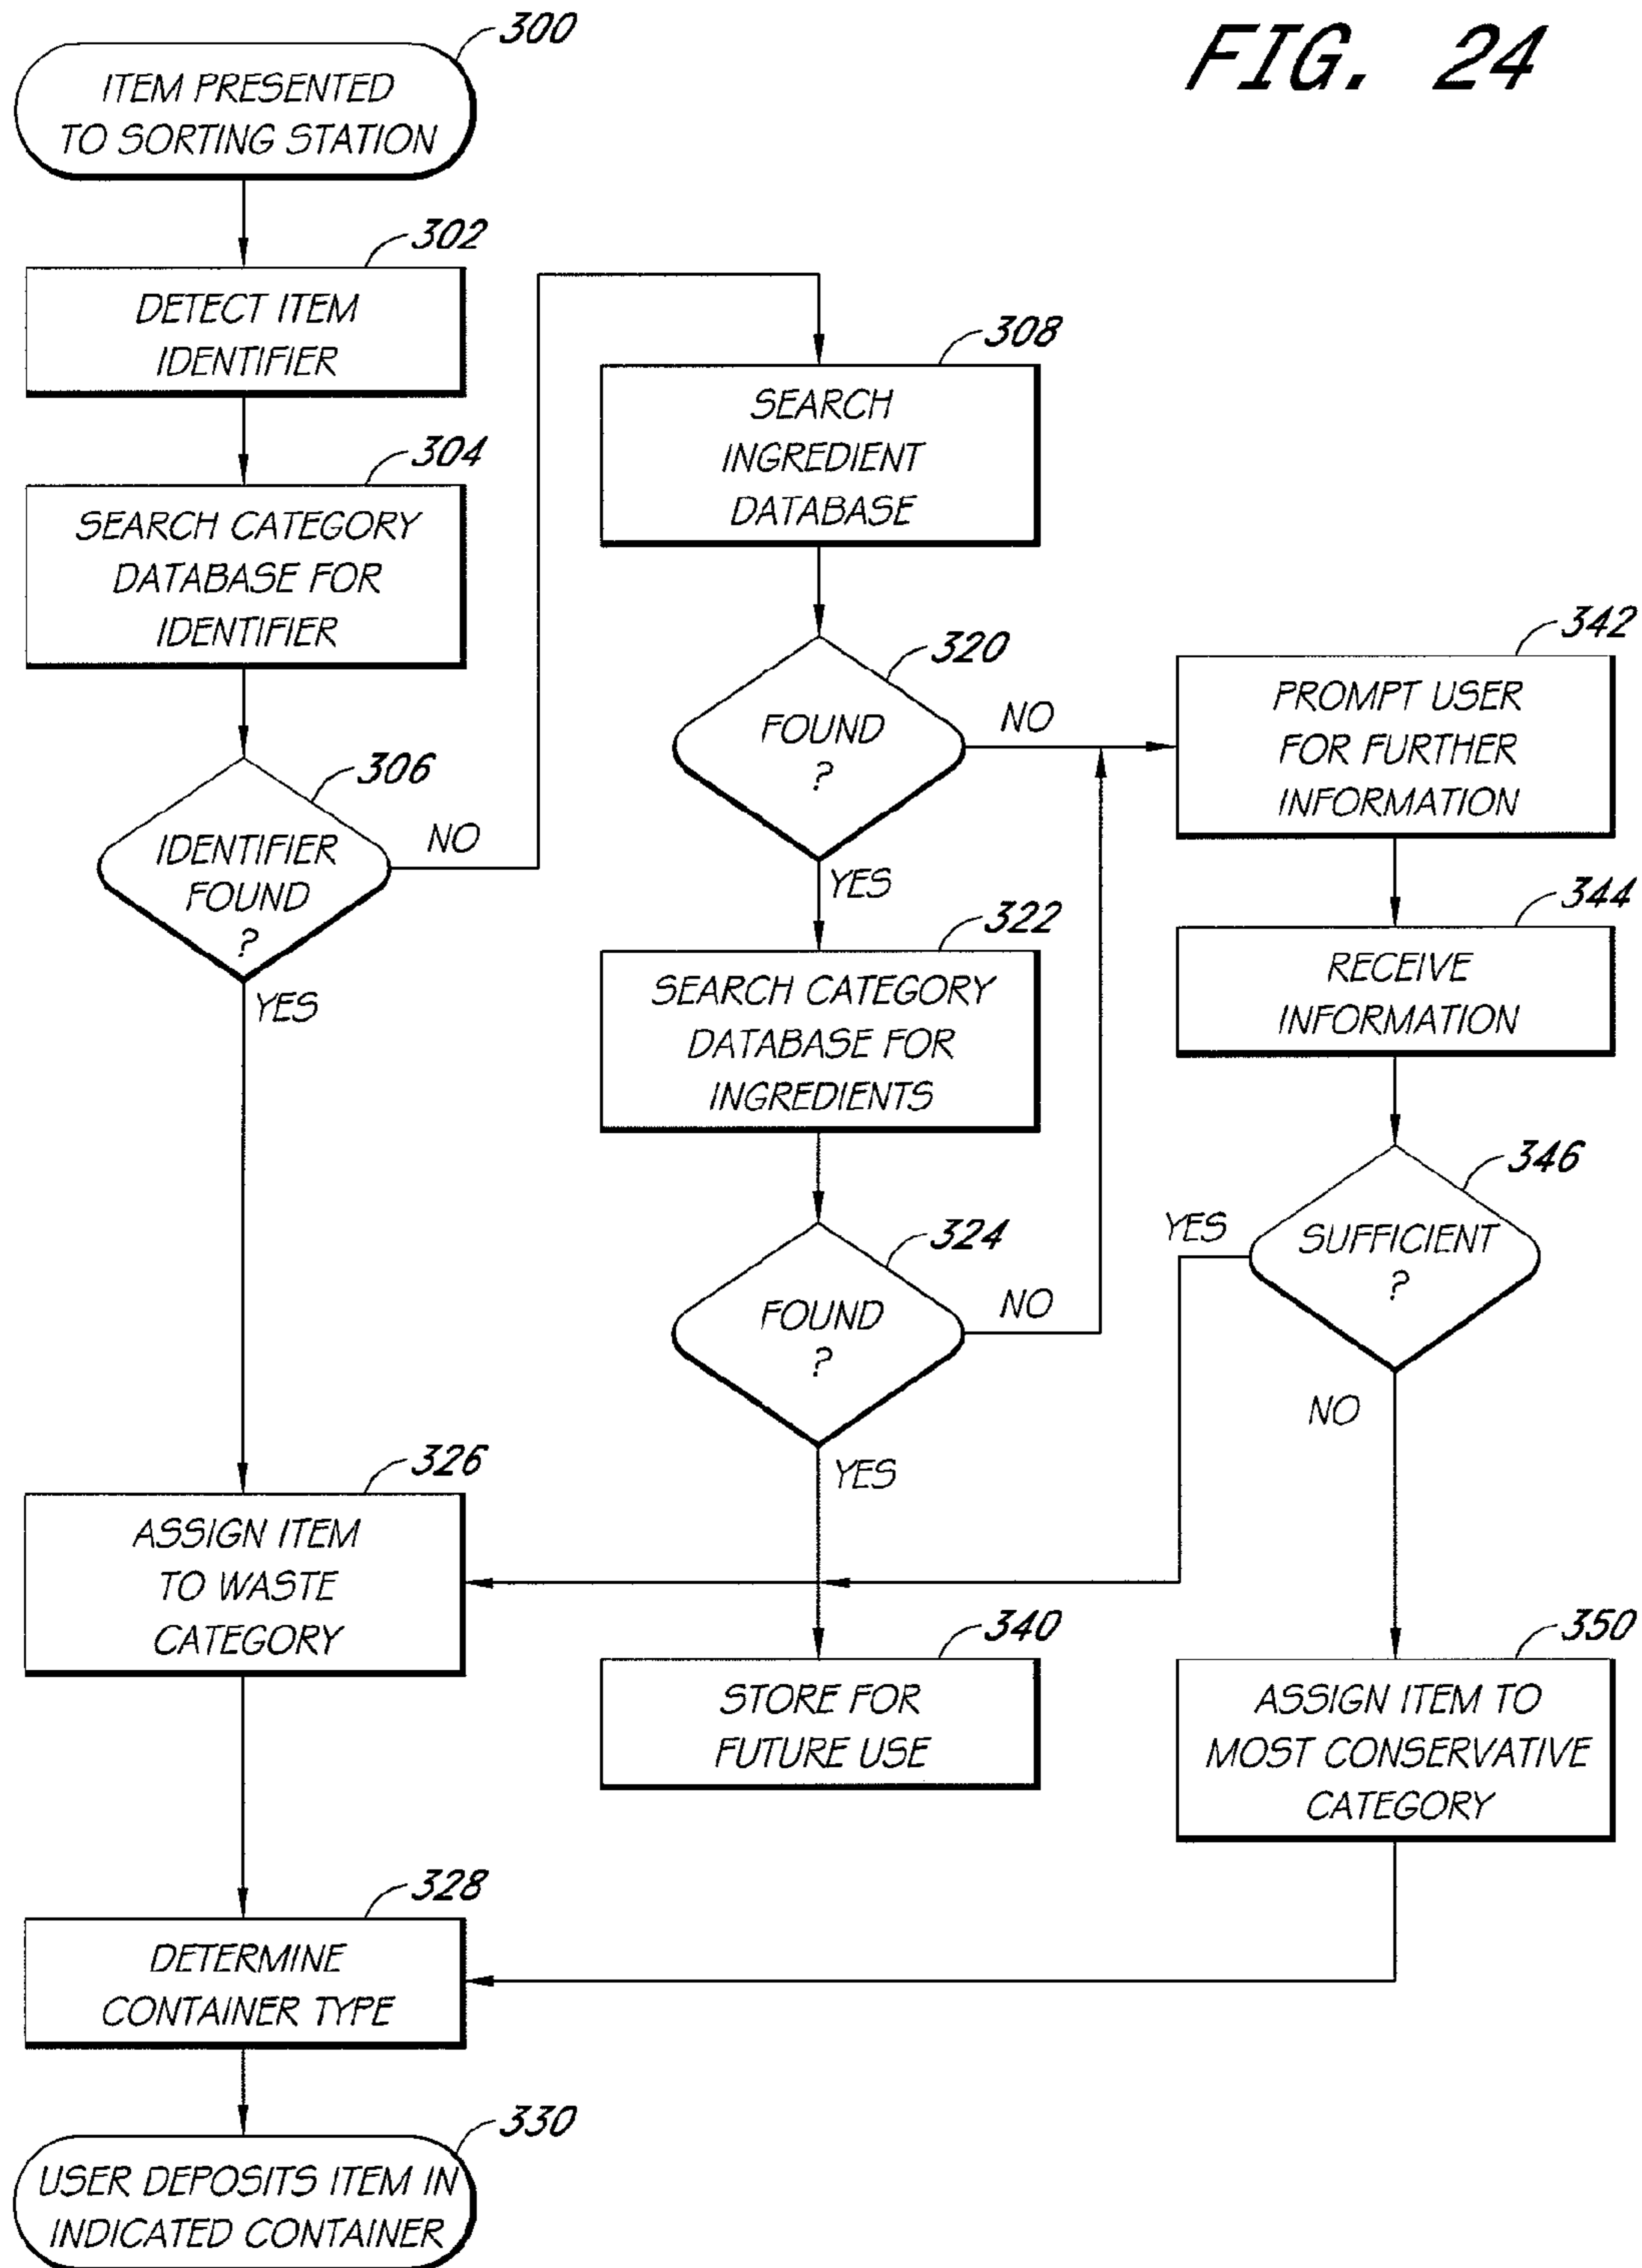 FIG. 24
300
ITEM PRESENTED
TO SORTING STATION
302
DETECT ITEM
IDENTIFIER
304
SEARCH CATEGORY
DATABASE FOR
IDENTIFIER
306
IDENTIFIER
FOUND
?
NO
YES
308
SEARCH
INGREDIENT
DATABASE
320
FOUND
?
NO
YES
322
SEARCH CATEGORY
DATABASE FOR
INGREDIENTS
324
FOUND
?
NO
YES
342
PROMPT USER
FOR FURTHER
INFORMATION
344
RECEIVE
INFORMATION
346
SUFFICIENT
?
YES
NO
326
ASSIGN ITEM
TO WASTE
CATEGORY
340
STORE FOR
FUTURE USE
350
ASSIGN ITEM TO
MOST CONSERVATIVE
CATEGORY
328
DETERMINE
CONTAINER TYPE
330
USER DEPOSITS ITEM IN
INDICATED CONTAINER